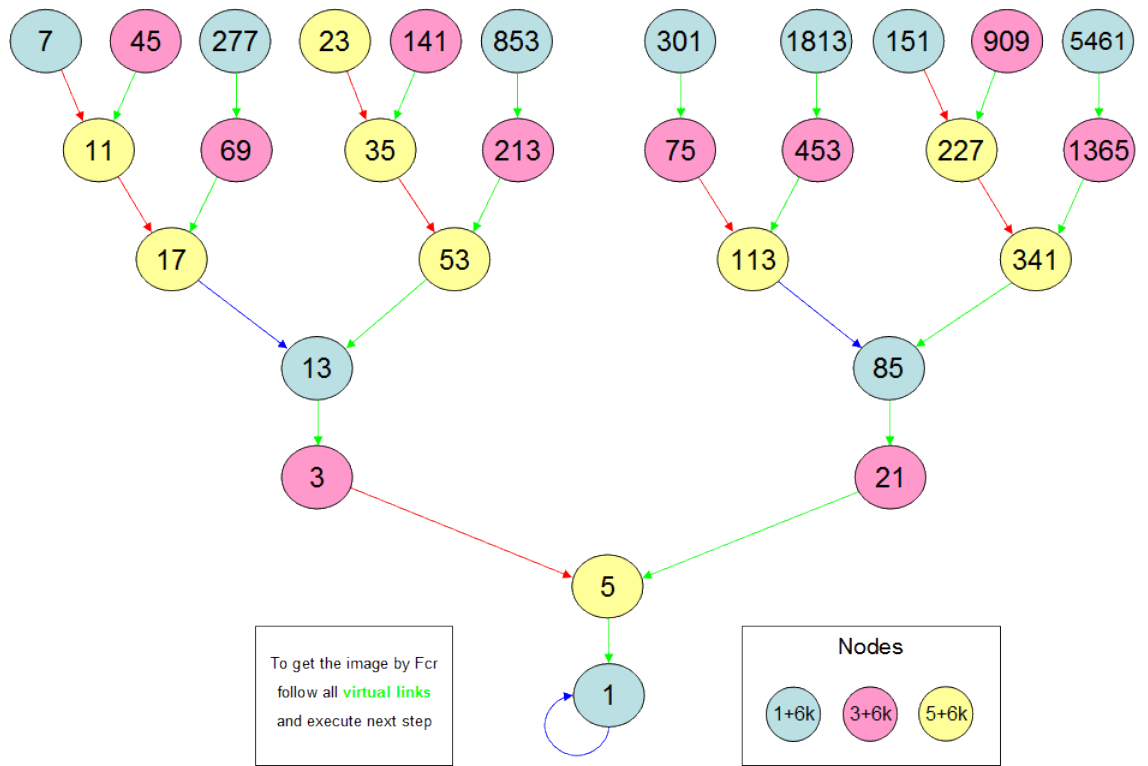 7 45 277 23 141 853 301 1813 151 909 5461
11 69 35 213 75 453 227 1365
17 53 113 341
13 85
3 21
5
To get the image by Fcr
follow all virtual links
and execute next step
1
Nodes
1+6k 3+6k 5+6k